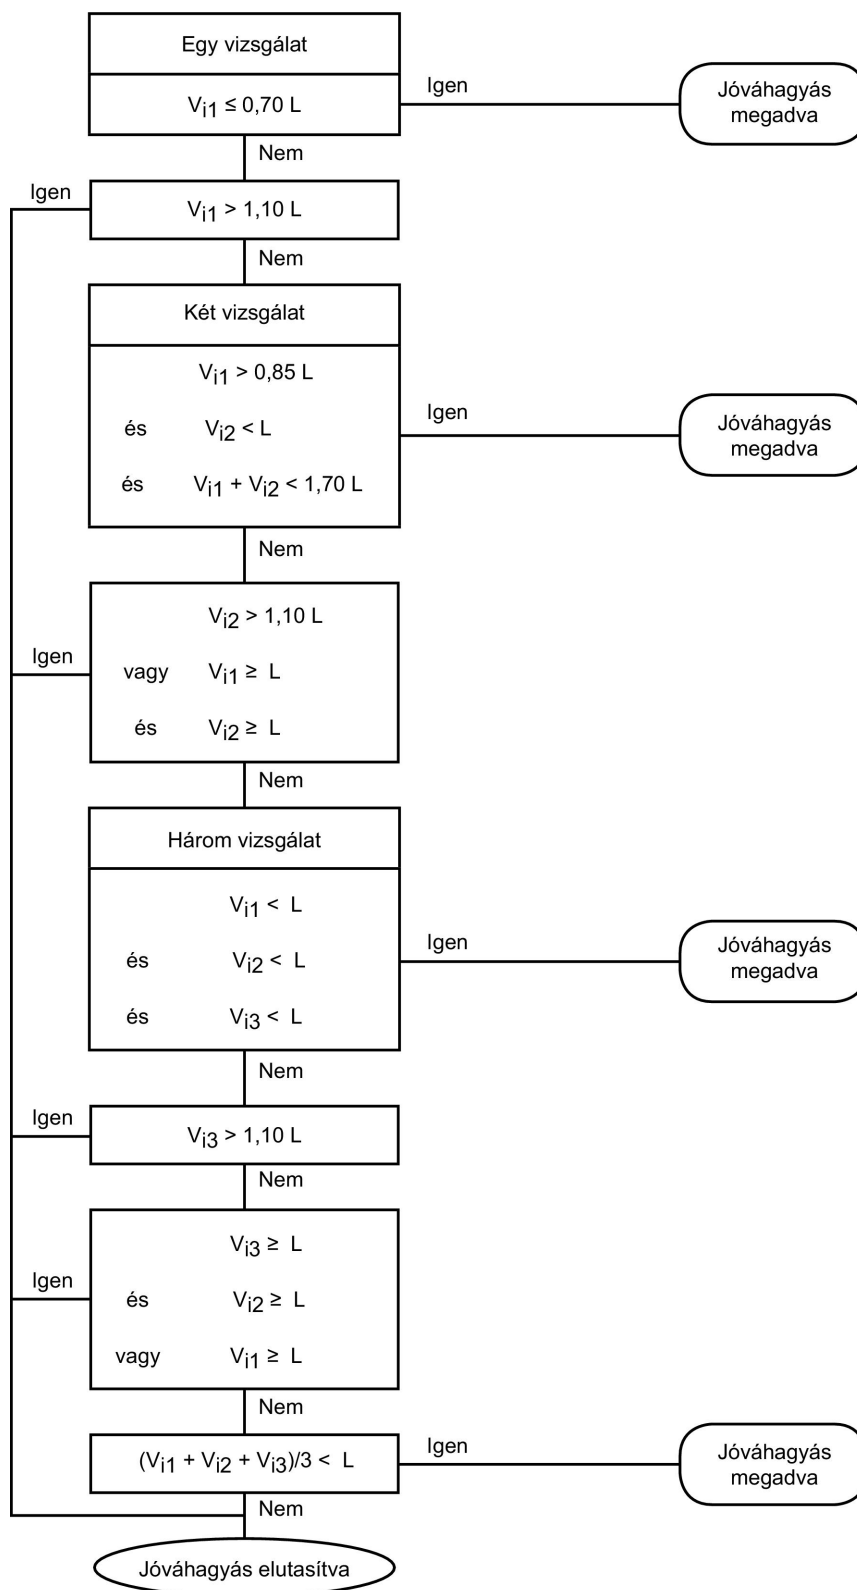 Egy vizsgálat
Vi1 ≤ 0,70 L
Igen
Jóváhagyás
megadva
Nem
Igen
Vi1 > 1,10 L
Nem
Két vizsgálat
Vi1 > 0,85 L
és Vi2 < L
és Vi1 + Vi2 < 1,70 L
Igen
Jóváhagyás
megadva
Nem
Igen
Vi2 > 1,10 L
vagy Vi1 ≥ L
és Vi2 ≥ L
Nem
Három vizsgálat
Vi1 < L
és Vi2 < L
és Vi3 < L
Igen
Jóváhagyás
megadva
Nem
Igen
Vi3 > 1,10 L
Nem
Igen
Vi3 ≥ L
és Vi2 ≥ L
vagy Vi1 ≥ L
Nem
(Vi1 + Vi2 + Vi3)/3 < L
Igen
Jóváhagyás
megadva
Nem
Jóváhagyás elutasítva